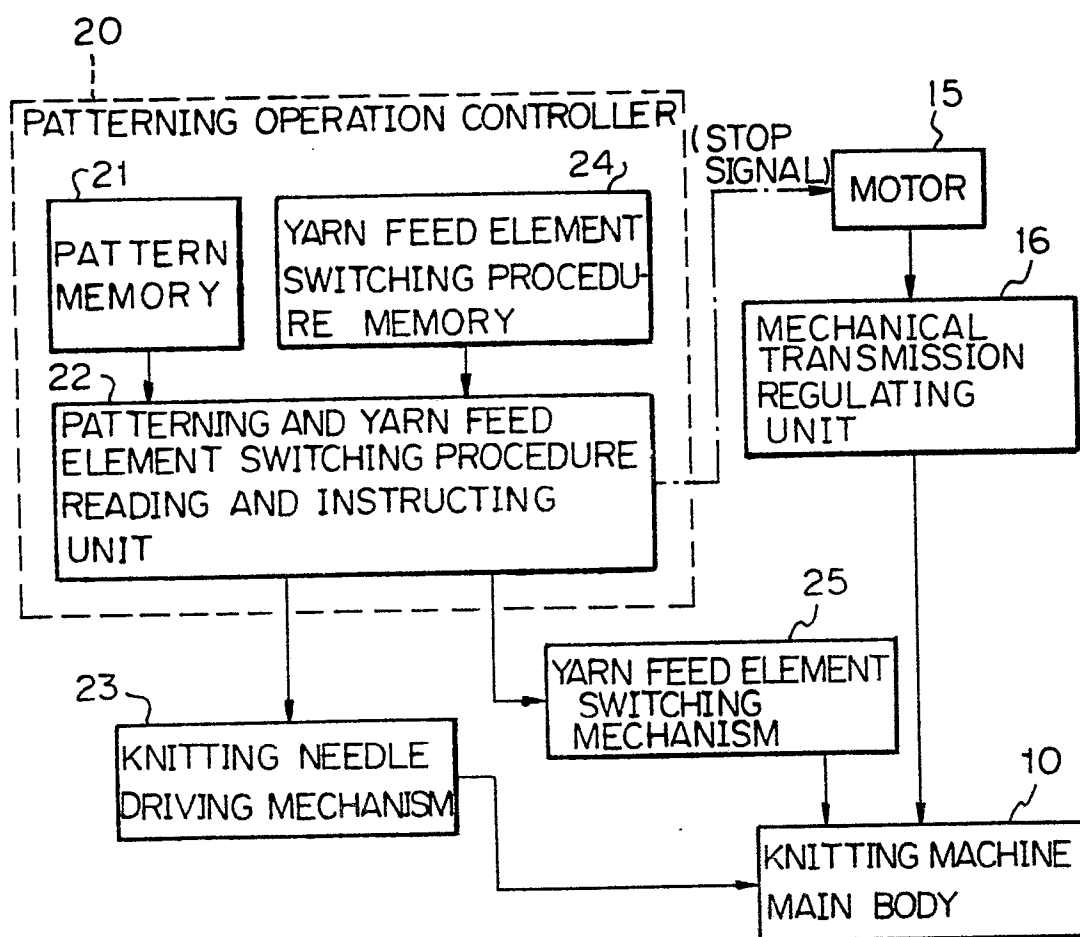 20
PATTERNING OPERATION CONTROLLER
21
PATTERN
MEMORY
24
YARN FEED ELEMENT
SWITCHING PROCEDU-
RE MEMORY
(STOP
SIGNAL)
15
MOTOR
16
MECHANICAL
TRANSMISSION
REGULATING
UNIT
22
PATTERNING AND YARN FEED
ELEMENT SWITCHING PROCEDURE
READING AND INSTRUCTING
UNIT
25
YARN FEED ELEMENT
SWITCHING
MECHANISM
23
KNITTING NEEDLE
DRIVING MECHANISM
10
KNITTING MACHINE
MAIN BODY